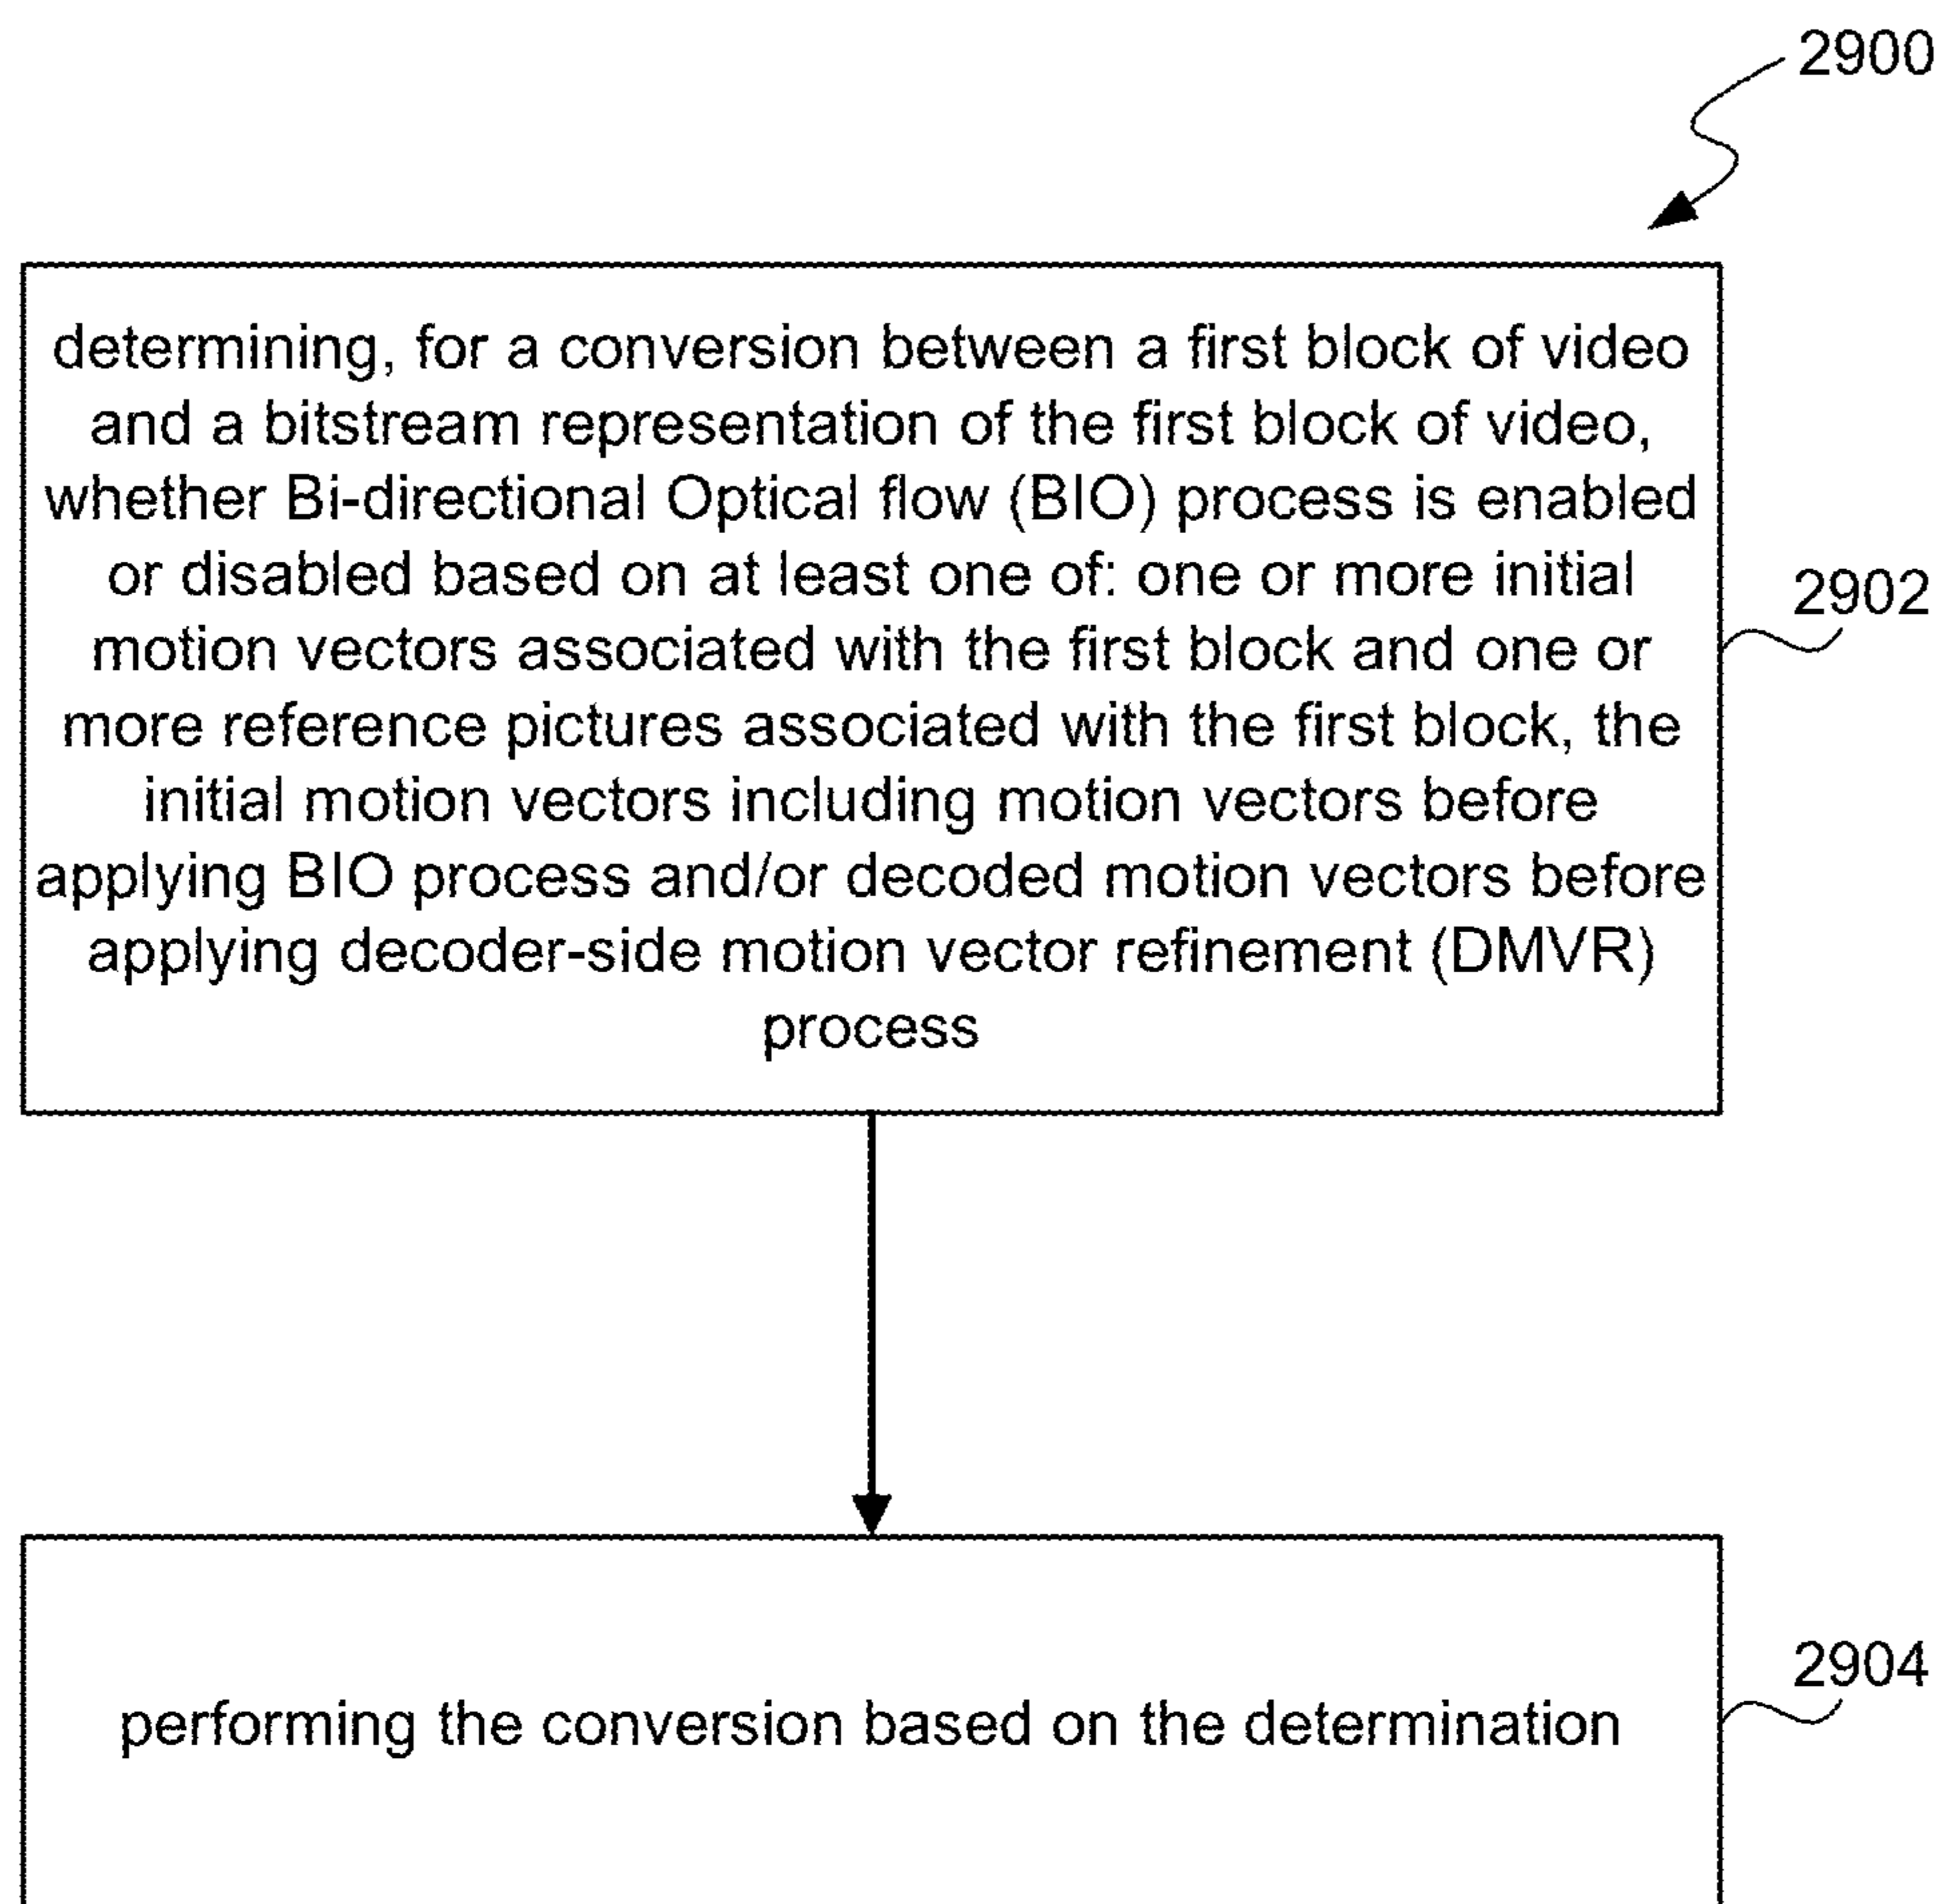 2900
determining, for a conversion between a first block of video
and a bitstream representation of the first block of video,
whether Bi-directional Optical flow (BIO) process is enabled
or disabled based on at least one of: one or more initial
motion vectors associated with the first block and one or
more reference pictures associated with the first block, the
initial motion vectors including motion vectors before
applying BIO process and/or decoded motion vectors before
applying decoder-side motion vector refinement (DMVR)
process
2902
performing the conversion based on the determination
2904